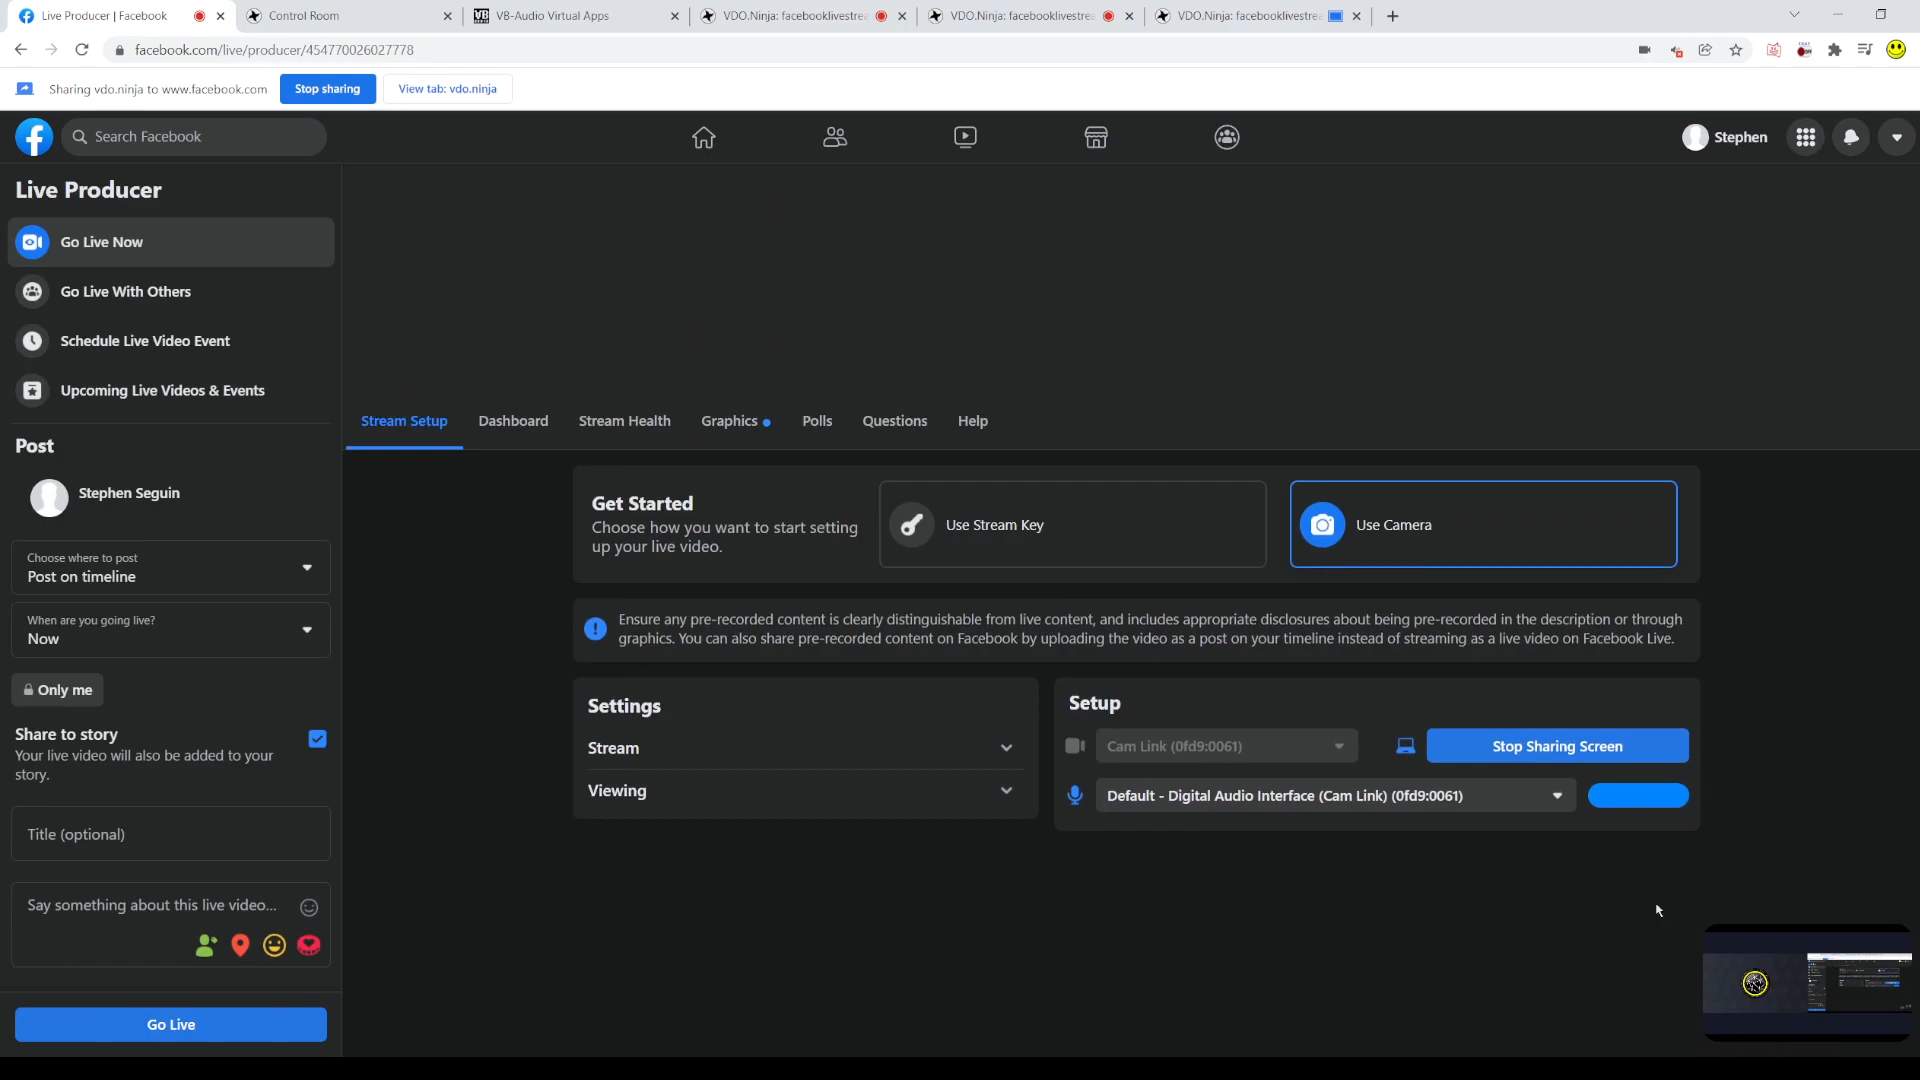 Live Producer | Facebook
Control Room
VB-Audio Virtual Apps
VDO.Ninja: facebooklivestre
VDO.Ninja: facebooklivestre
VDO.Ninja: facebooklivestre
facebook.com/live/producer/454770026027778
Sharing vdo.ninja to www.facebook.com
Stop sharing
View tab: vdo.ninja
Search Facebook
Stephen
Live Producer
Go Live Now
Go Live With Others
Schedule Live Video Event
Upcoming Live Videos & Events
Stream Setup
Dashboard
Stream Health
Graphics
Polls
Questions
Help
Post
Stephen Seguin
Choose where to post
Post on timeline
When are you going live?
Now
Only me
Share to story
Your live video will also be added to your
story.
Title (optional)
Say something about this live video...
Go Live
Get Started
Choose how you want to start setting
up your live video.
Use Stream Key
Use Camera
Ensure any pre-recorded content is clearly distinguishable from live content, and includes appropriate disclosures about being pre-recorded in the description or through
graphics. You can also share pre-recorded content on Facebook by uploading the video as a post on your timeline instead of streaming as a live video on Facebook Live.
Settings
Stream
Viewing
Setup
Cam Link (0fd9:0061)
Stop Sharing Screen
Default - Digital Audio Interface (Cam Link) (0fd9:0061)